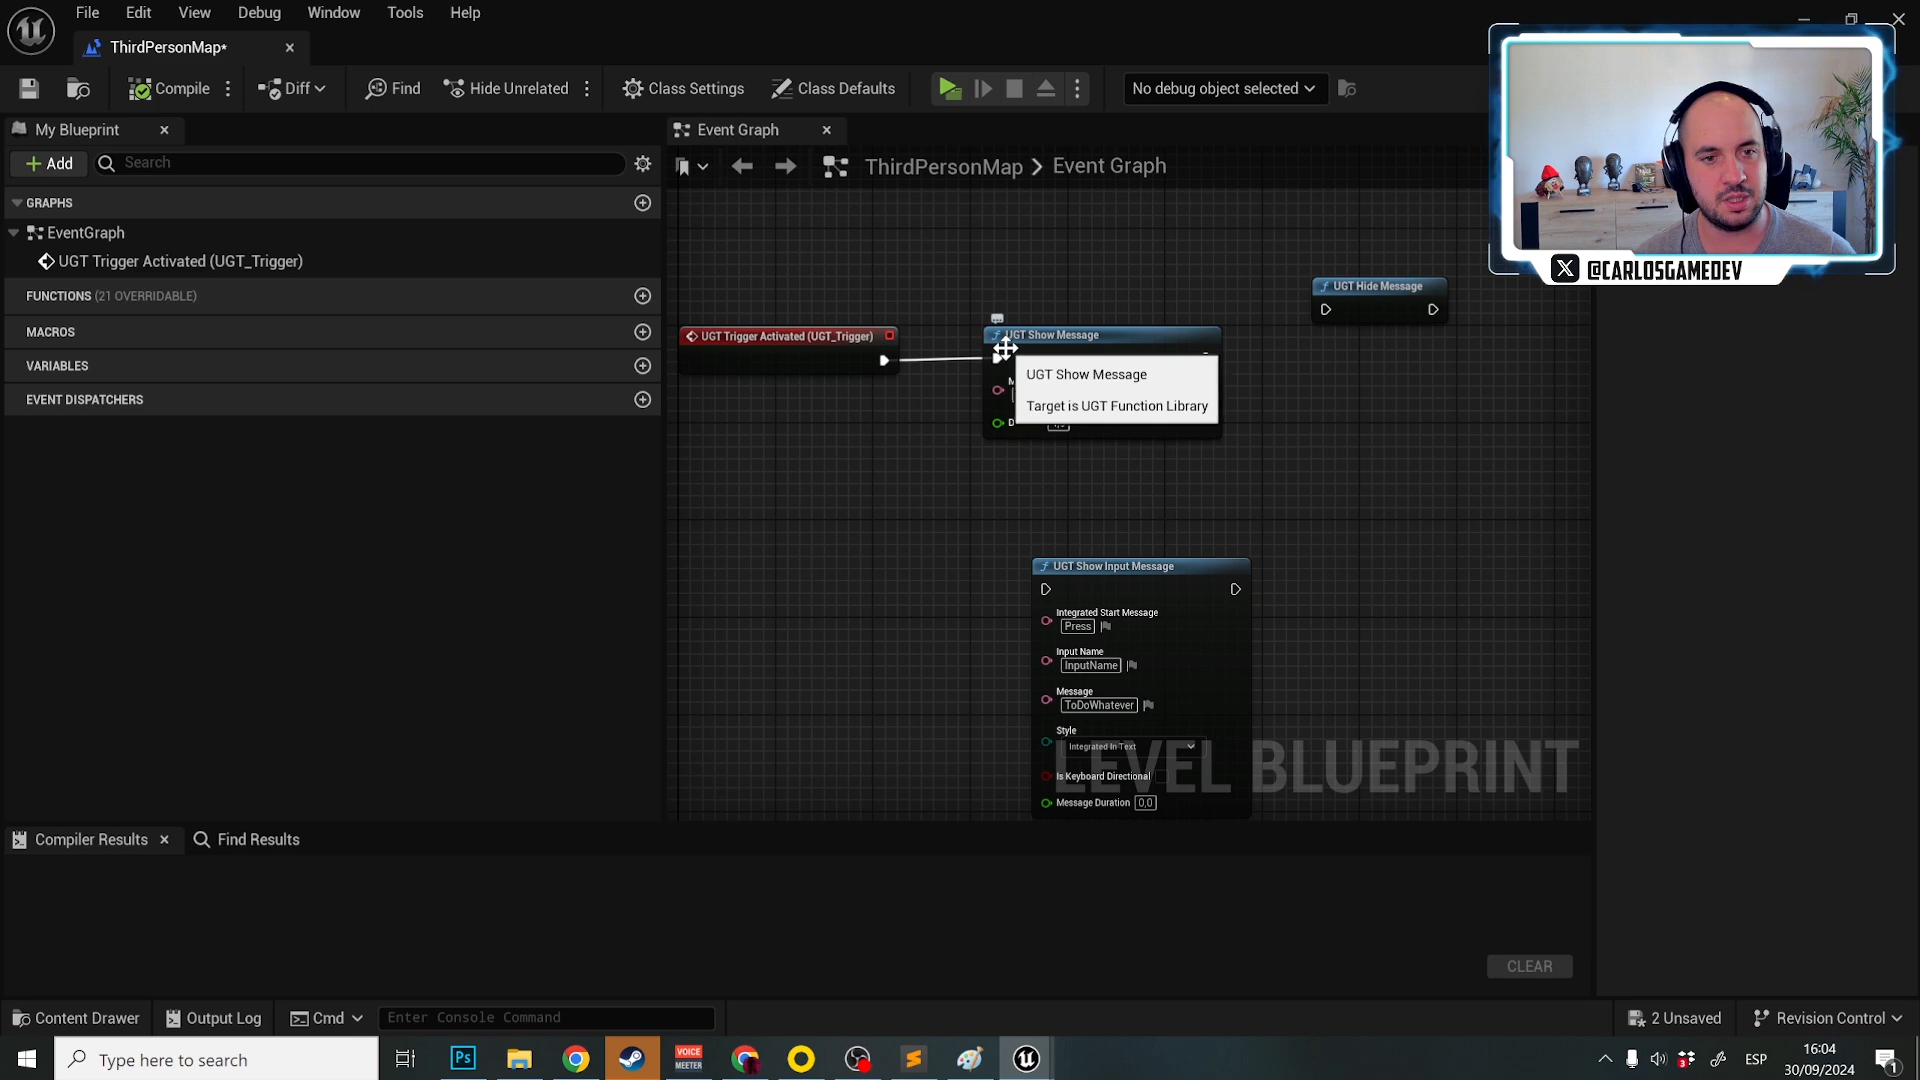 File Edit View Debug Window Tools Help
ThirdPersonMap*
Compile Diff Find Hide Unrelated Class Settings Class Defaults No debug object selected
@CARLOSGAMEDEV
My Blueprint
Event Graph
Add Search
ThirdPersonMap > Event Graph
GRAPHS
EventGraph
UGT Trigger Activated (UGT_Trigger)
FUNCTIONS (21 OVERRIDABLE)
MACROS
VARIABLES
EVENT DISPATCHERS
UGT Hide Message
UGT Trigger Activated (UGT_Trigger)
UGT Show Message
UGT Show Message
Target is UGT Function Library
UGT Show Input Message
Integrated Start Message
Press
Input Name
InputName
Message
ToDoWhatever
Style
Integrated In Text
Is Keyboard Directional
Message Duration 0,0
LEVEL BLUEPRINT
Compiler Results Find Results
CLEAR
Content Drawer Output Log Cmd Enter Console Command 2 Unsaved Revision Control
Type here to search
Ps
VOICE
MEETER
ESP
16:04
30/09/2024